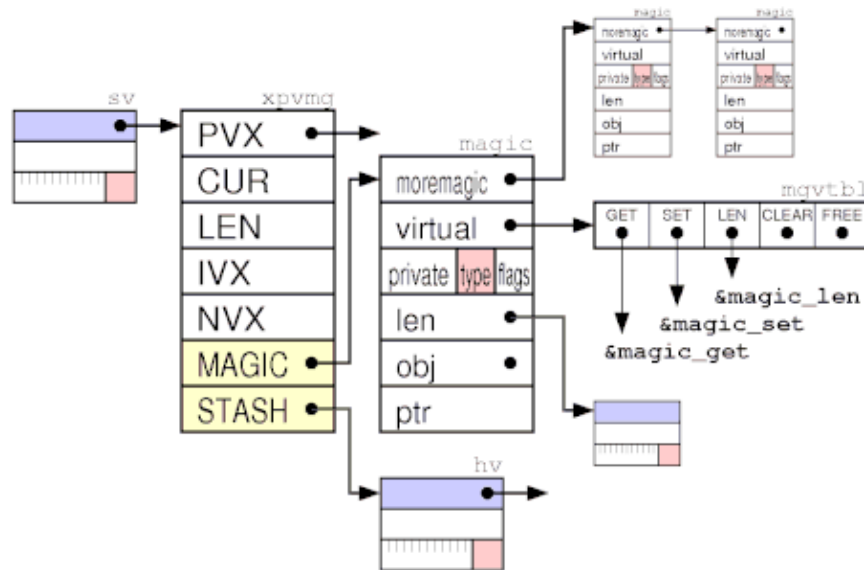 magic
magic
moremagic
moremagic
virtual
virtual
private type flags
private type flags
len
len
obj
obj
ptr
ptr
sv
xpvmg
PVX
CUR
LEN
IVX
NVX
MAGIC
STASH
magic
moremagic
virtual
private type flags
len
obj
ptr
mgvtbl
GET SET LEN CLEAR FREE
&magic_len
&magic_set
&magic_get
hv